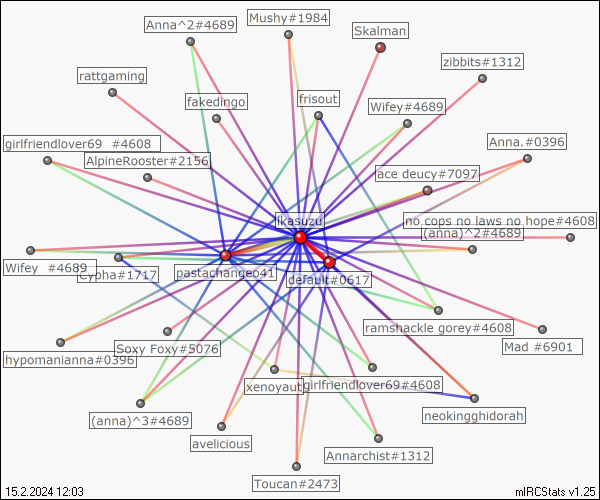 Mushy#1984
Anna^2#4689
Skalman
zibbits#1312
rattgaming
fakedingo
frisout
Wifey#4689
girlfriendlover69 #4608
Anna.#0396
AlpineRooster#2156
ace deucy#7097
jkasuzu
no cops no laws no hope#4608
(anna)^2#4689
Wifey #4689
Cypha#1717
pastachangeo41
default#0617
ramshackle gorey#4608
Mad #6901
hypomanianna#0396
Soxy Foxy#5076
xenoyaut
girlfriendlover69#4608
neokingghidorah
(anna)^3#4689
avelicious
Annarchist#1312
Toucan#2473
15.2.2024 12:03
mIRCStats v1.25